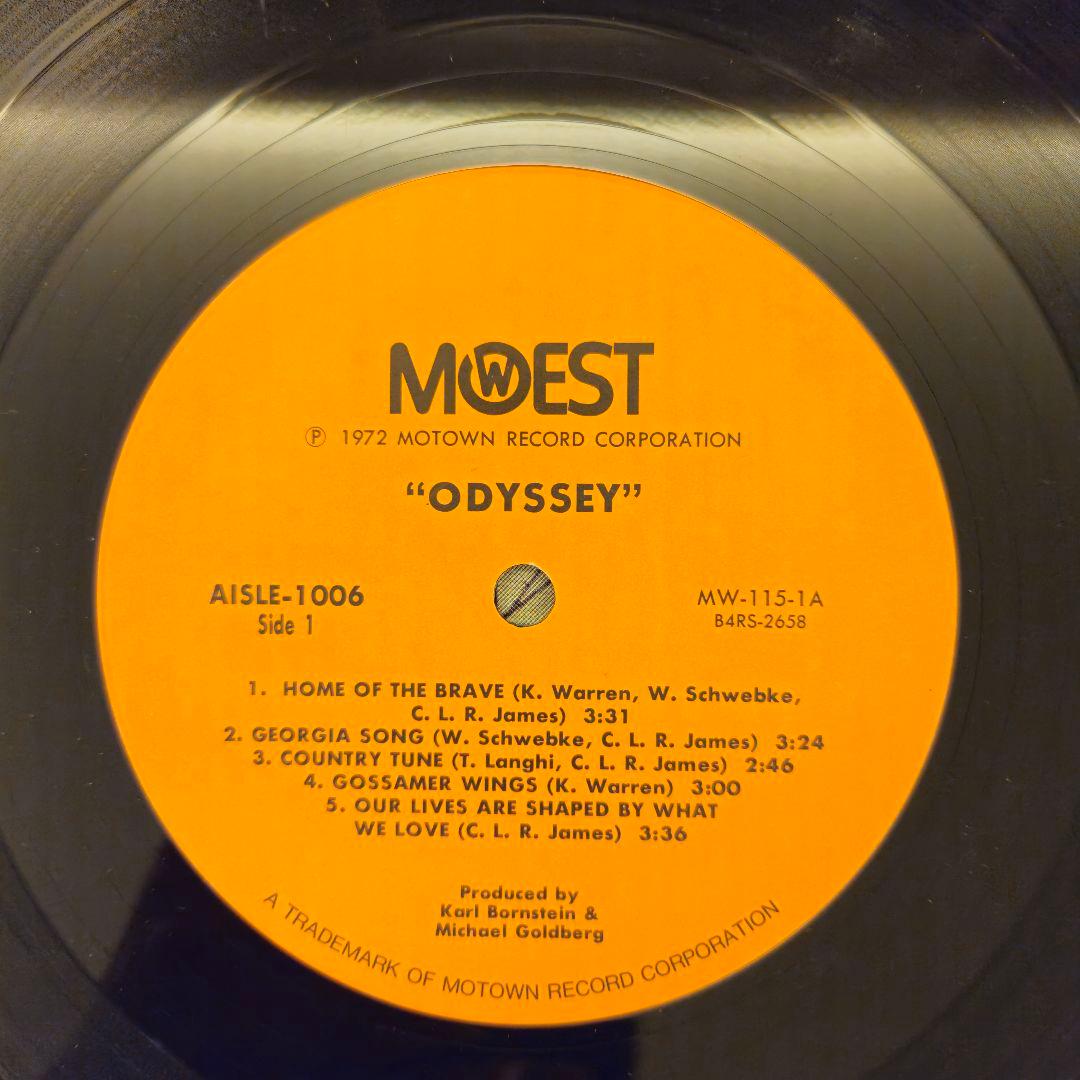 MOWEST
Ⓟ 1972 MOTOWN RECORD CORPORATION
“ODYSSEY”
AISLE-1006
Side 1
MW-115-1A
B4RS-2658
1. HOME OF THE BRAVE (K. Warren, W. Schwebke,
C. L. R. James) 3:31
2. GEORGIA SONG (W. Schwebke, C. L. R. James) 3:24
3. COUNTRY TUNE (T. Langhi, C. L. R. James) 2:46
4. GOSSAMER WINGS (K. Warren) 3:00
5. OUR LIVES ARE SHAPED BY WHAT
WE LOVE (C. L. R. James) 3:36
Produced by
Karl Bornstein &
Michael Goldberg
A TRADEMARK OF MOTOWN RECORD CORPORATION